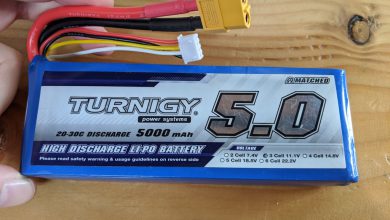 MATCHED
TURNIGY
power systems
5.0
20-30C DISCHARGE 5000 mAh
HIGH DISCHARGE LI-PO BATTERY
Please read safety warning & usage guidelines on reverse side
VOLTAGE
2 Cell 7.4V 3 Cell 11.1V 4 Cell 14.8V
5 Cell 18.5V 6 Cell 22.2V